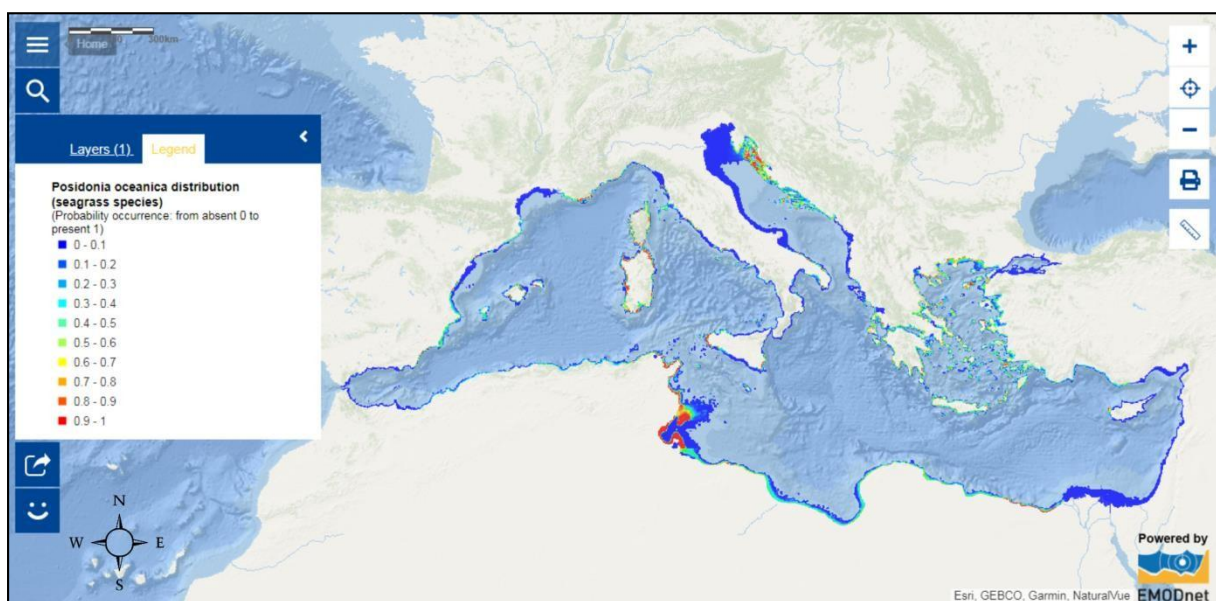 300km
Home
Layers (1)
Legend
Posidonia oceanica distribution
(seagrass species)
(Probability occurrence: from absent 0 to
present 1)
0 - 0.1
0.1 - 0.2
0.2 - 0.3
0.3 - 0.4
0.4 - 0.5
0.5 - 0.6
0.6 - 0.7
0.7 - 0.8
0.8 - 0.9
0.9 - 1
N
W
E
S
Powered by
EMODnet
Esri, GEBCO, Garmin, NaturalVue